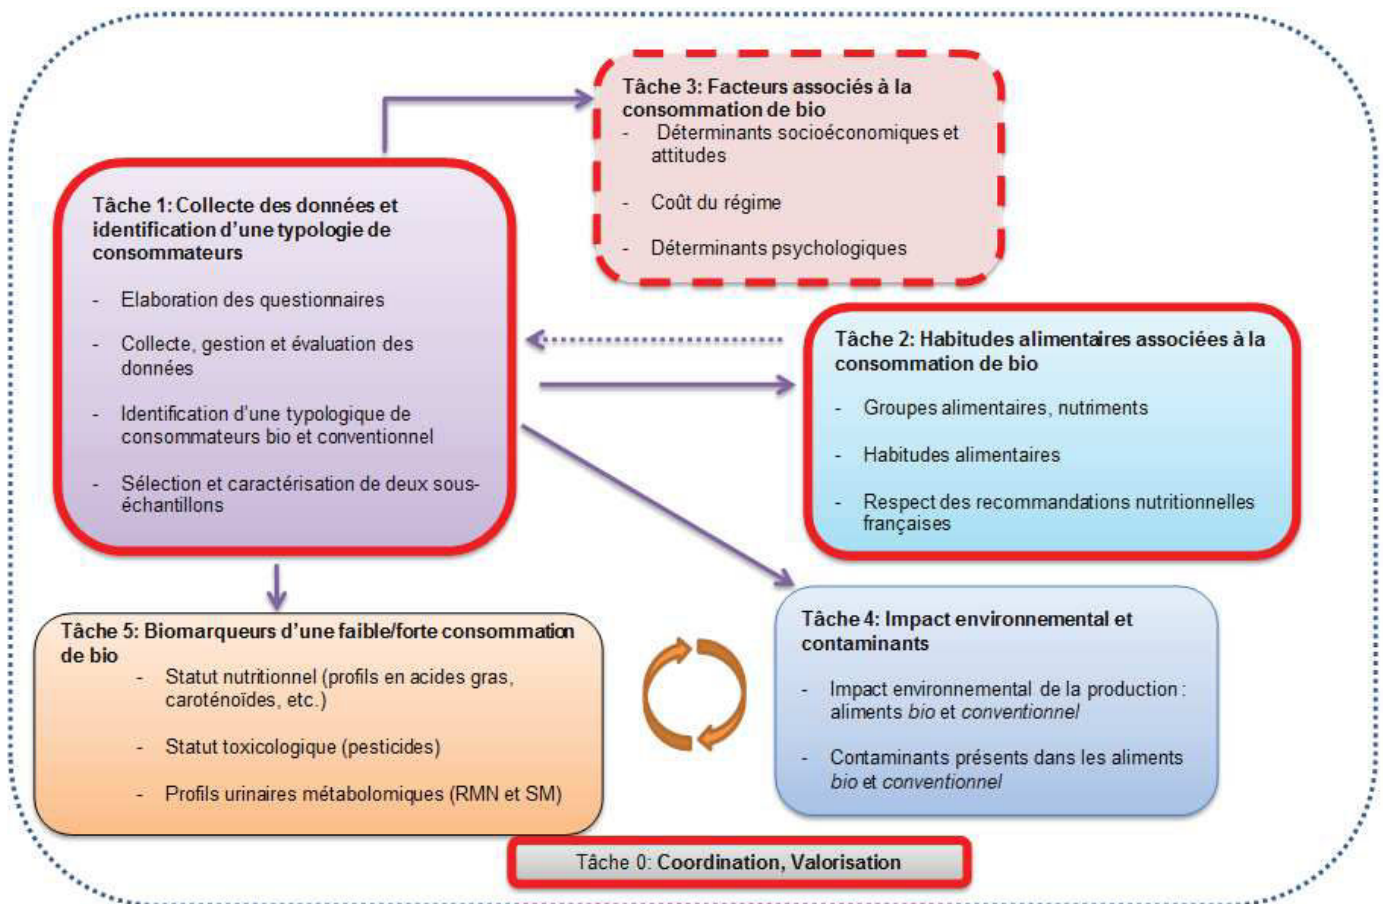 Tâche 3: Facteurs associés à la
consommation de bio
- Déterminants socioéconomiques et
attitudes
- Coût du régime
- Déterminants psychologiques
Tâche 1: Collecte des données et
identification d'une typologie de
consommateurs
- Elaboration des questionnaires
- Collecte, gestion et évaluation des
données
- Identification d'une typologique de
consommateurs bio et conventionnel
- Sélection et caractérisation de deux sous-
échantillons
Tâche 2: Habitudes alimentaires associées à la
consommation de bio
- Groupes alimentaires, nutriments
- Habitudes alimentaires
- Respect des recommandations nutritionnelles
françaises
Tâche 5: Biomarqueurs d'une faible/forte consommation
de bio
- Statut nutritionnel (profils en acides gras,
caroténoïdes, etc.)
- Statut toxicologique (pesticides)
- Profils urinaires métabolomiques (RMN et SM)
Tâche 4: Impact environnemental et
contaminants
- Impact environnemental de la production :
aliments bio et conventionnel
- Contaminants présents dans les aliments
bio et conventionnel
Tâche 0: Coordination, Valorisation